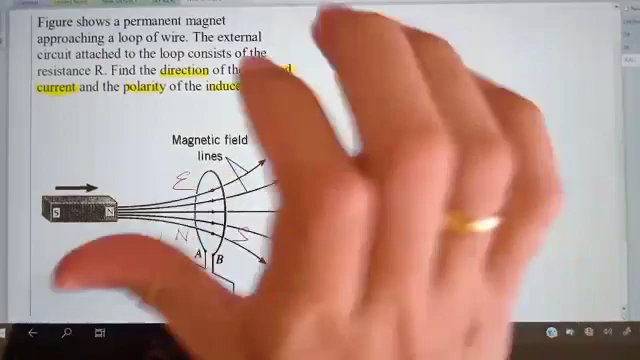 Figure shows a permanent magnet
approaching a loop of wire. The external
circuit attached to the loop consists of the
resistance R. Find the direction of the
current and the polarity of the
Magnetic field
lines
E
S N
N S
A B